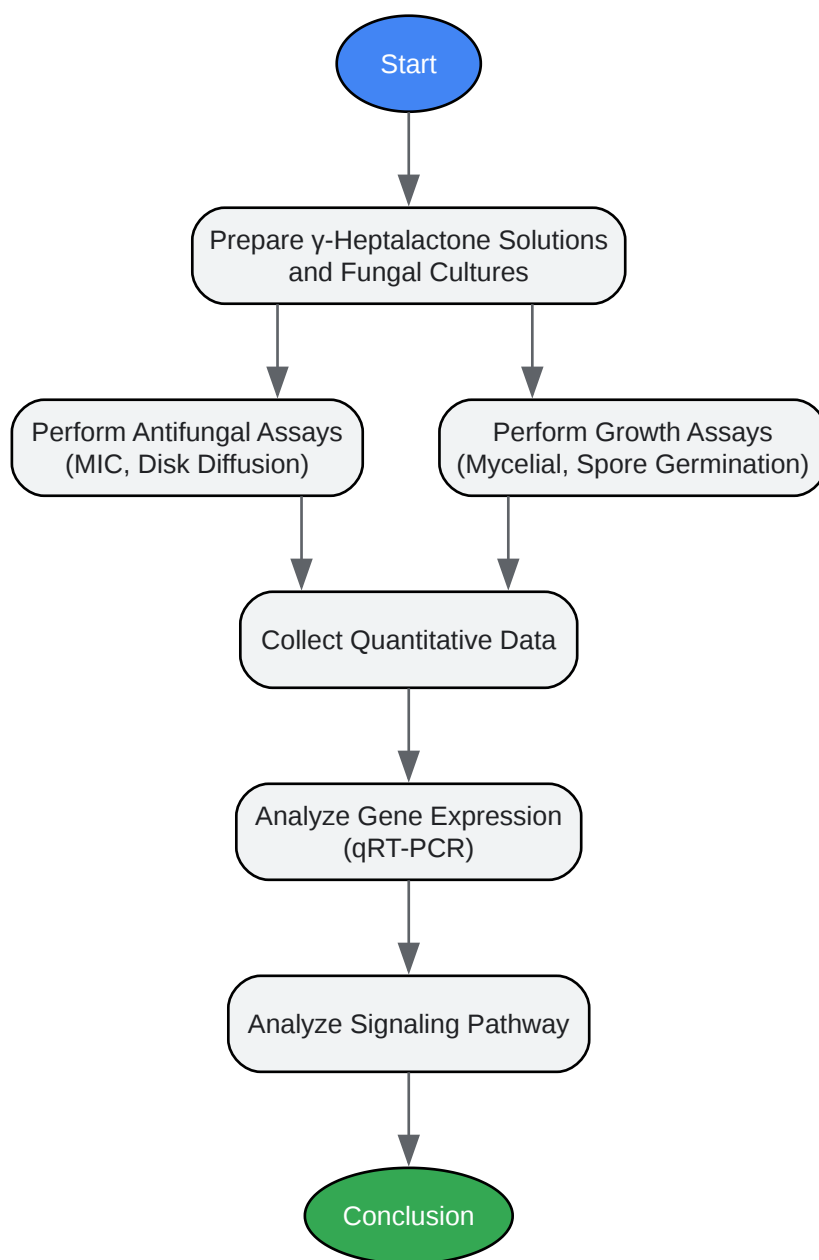 Start
Prepare γ-Heptalactone Solutions
and Fungal Cultures
Perform Antifungal Assays
(MIC, Disk Diffusion)
Perform Growth Assays
(Mycelial, Spore Germination)
Collect Quantitative Data
Analyze Gene Expression
(qRT-PCR)
Analyze Signaling Pathway
Conclusion